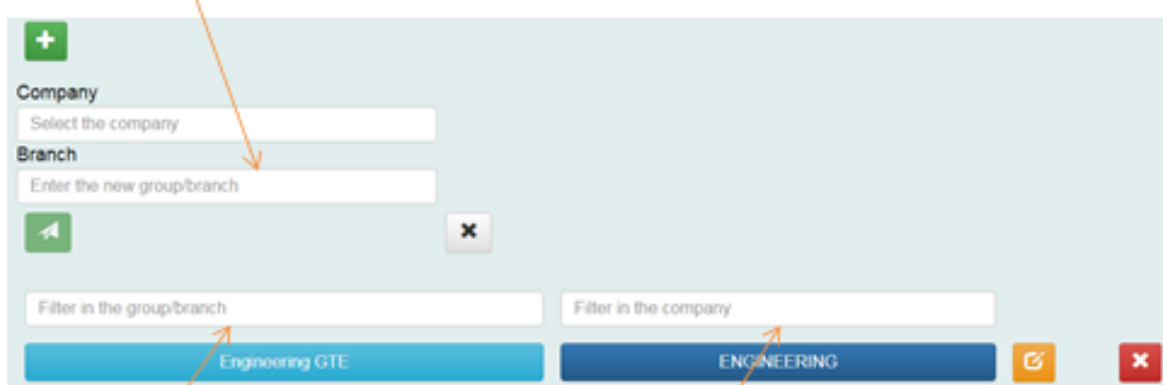 Company
Select the company
Branch
Enter the new group/branch
Filter in the group/branch Filter in the company
Engineering GTE ENGINEERING